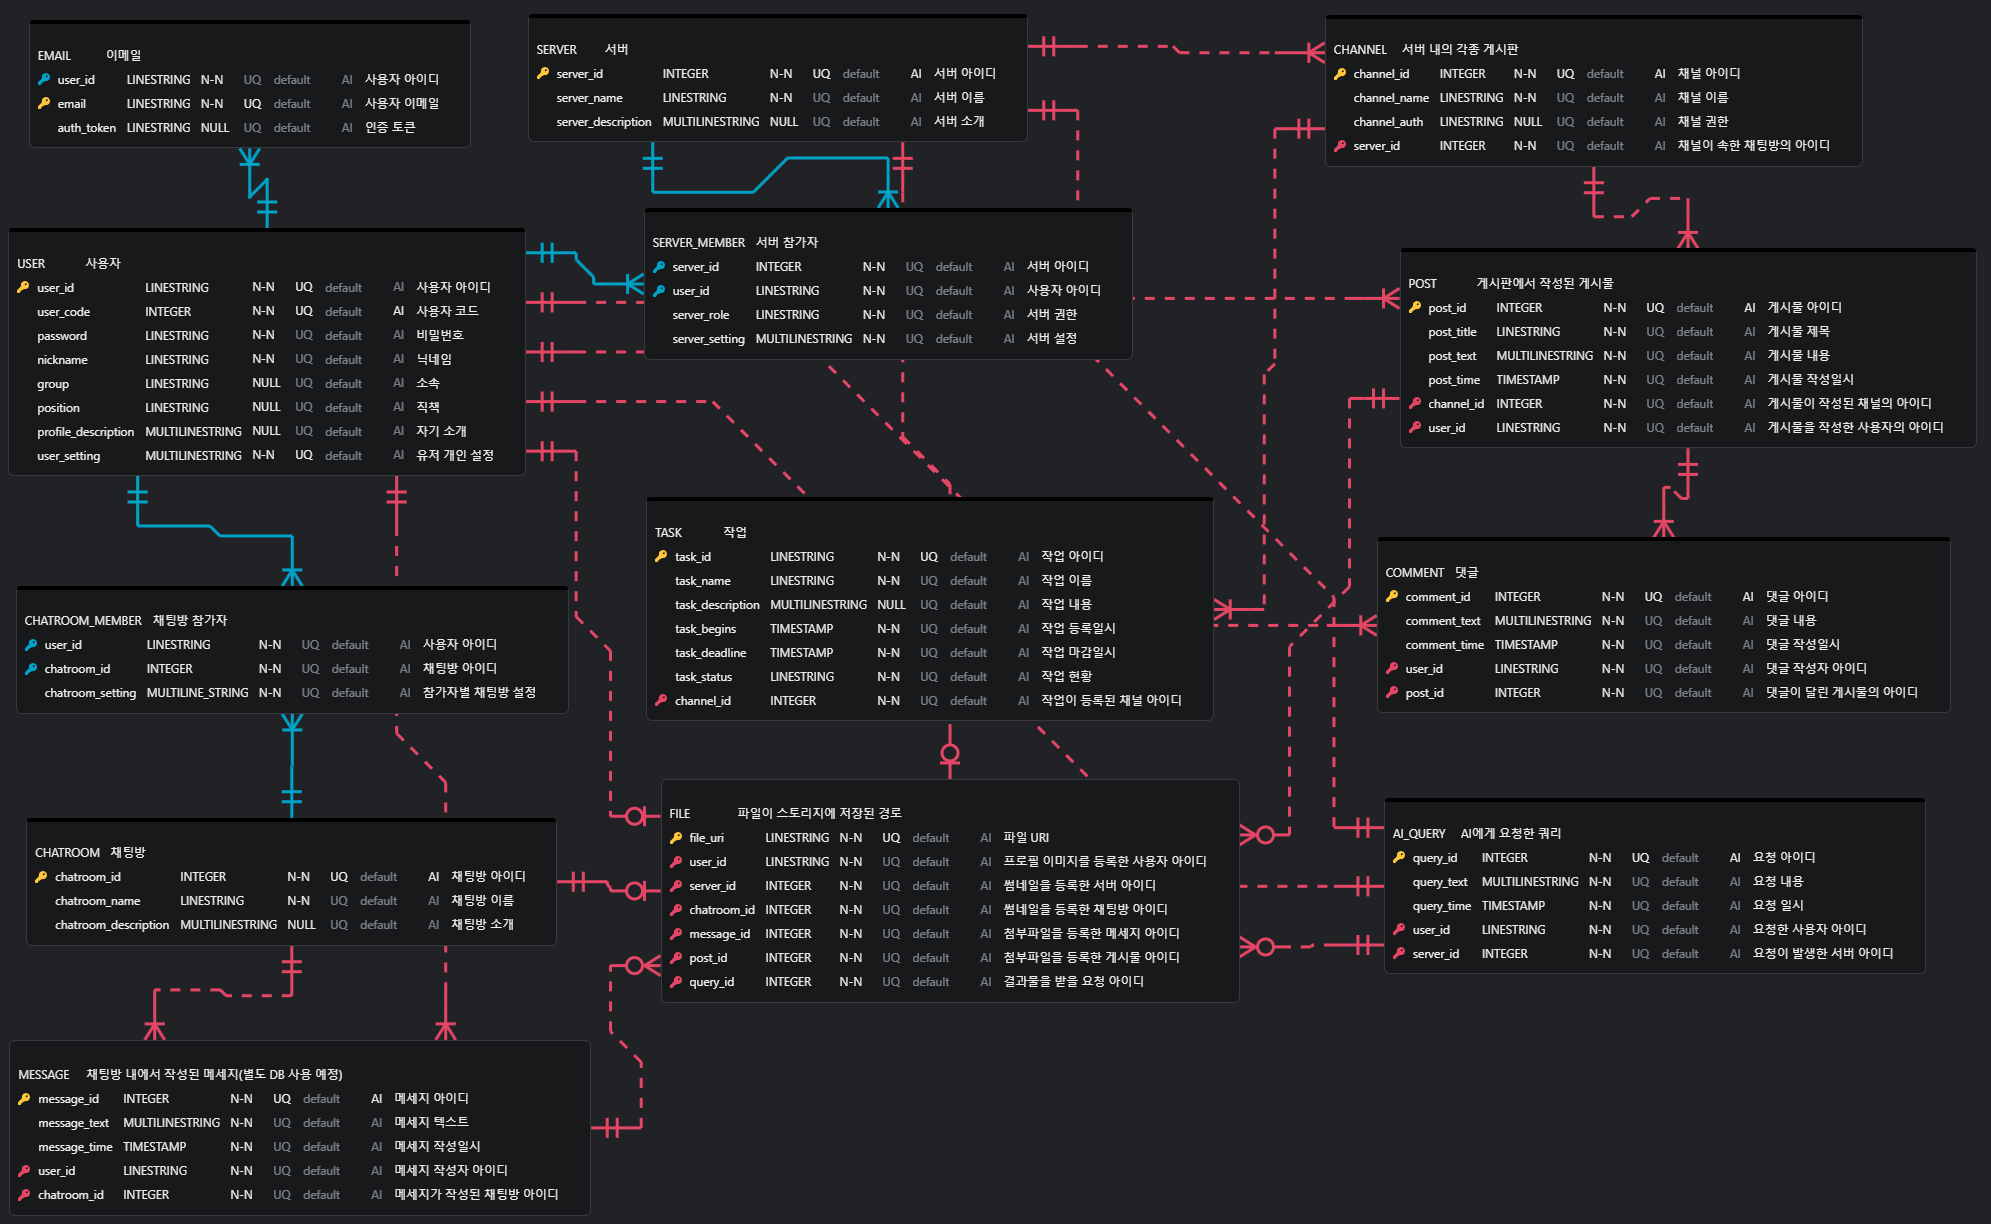 EMAIL 이메일
user_id LINESTRING N-N UQ default AI 사용자 아이디
email LINESTRING N-N UQ default AI 사용자 이메일
auth_token LINESTRING NULL UQ default AI 인증 토큰
SERVER 서버
server_id INTEGER N-N UQ default AI 서버 아이디
server_name LINESTRING N-N UQ default AI 서버 이름
server_description MULTILINESTRING NULL UQ default AI 서버 소개
CHANNEL 서버 내의 각종 게시판
channel_id INTEGER N-N UQ default AI 채널 아이디
channel_name LINESTRING N-N UQ default AI 채널 이름
channel_auth LINESTRING NULL UQ default AI 채널 권한
server_id INTEGER N-N UQ default AI 채널이 속한 채팅방의 아이디
USER 사용자
user_id LINESTRING N-N UQ default AI 사용자 아이디
user_code INTEGER N-N UQ default AI 사용자 코드
password LINESTRING N-N UQ default AI 비밀번호
nickname LINESTRING N-N UQ default AI 닉네임
group LINESTRING NULL UQ default AI 소속
position LINESTRING NULL UQ default AI 직책
profile_description MULTILINESTRING NULL UQ default AI 자기 소개
user_setting MULTILINESTRING N-N UQ default AI 유저 개인 설정
SERVER_MEMBER 서버 참가자
server_id INTEGER N-N UQ default AI 서버 아이디
user_id LINESTRING N-N UQ default AI 사용자 아이디
server_role LINESTRING N-N UQ default AI 서버 권한
server_setting MULTILINESTRING N-N UQ default AI 서버 설정
POST 게시판에서 작성된 게시물
post_id INTEGER N-N UQ default AI 게시물 아이디
post_title LINESTRING N-N UQ default AI 게시물 제목
post_text MULTILINESTRING N-N UQ default AI 게시물 내용
post_time TIMESTAMP N-N UQ default AI 게시물 작성일시
channel_id INTEGER N-N UQ default AI 게시물이 작성된 채널의 아이디
user_id LINESTRING N-N UQ default AI 게시물을 작성한 사용자의 아이디
TASK 작업
task_id LINESTRING N-N UQ default AI 작업 아이디
task_name LINESTRING N-N UQ default AI 작업 이름
task_description MULTILINESTRING NULL UQ default AI 작업 내용
task_begins TIMESTAMP N-N UQ default AI 작업 등록일시
task_deadline TIMESTAMP N-N UQ default AI 작업 마감일시
task_status LINESTRING N-N UQ default AI 작업 현황
channel_id INTEGER N-N UQ default AI 작업이 등록된 채널 아이디
COMMENT 댓글
comment_id INTEGER N-N UQ default AI 댓글 아이디
comment_text MULTILINESTRING N-N UQ default AI 댓글 내용
comment_time TIMESTAMP N-N UQ default AI 댓글 작성일시
user_id LINESTRING N-N UQ default AI 댓글 작성자 아이디
post_id INTEGER N-N UQ default AI 댓글이 달린 게시물의 아이디
CHATROOM_MEMBER 채팅방 참가자
user_id LINESTRING N-N UQ default AI 사용자 아이디
chatroom_id INTEGER N-N UQ default AI 채팅방 아이디
chatroom_setting MULTILINE_STRING N-N UQ default AI 참가자별 채팅방 설정
CHATROOM 채팅방
chatroom_id INTEGER N-N UQ default AI 채팅방 아이디
chatroom_name LINESTRING N-N UQ default AI 채팅방 이름
chatroom_description MULTILINESTRING NULL UQ default AI 채팅방 소개
FILE 파일이 스토리지에 저장된 경로
file_uri LINESTRING N-N UQ default AI 파일 URI
user_id LINESTRING N-N UQ default AI 프로필 이미지를 등록한 사용자 아이디
server_id INTEGER N-N UQ default AI 썸네일을 등록한 서버 아이디
chatroom_id INTEGER N-N UQ default AI 썸네일을 등록한 채팅방 아이디
message_id INTEGER N-N UQ default AI 첨부파일을 등록한 메세지 아이디
post_id INTEGER N-N UQ default AI 첨부파일을 등록한 게시물 아이디
query_id INTEGER N-N UQ default AI 결과물을 받을 요청 아이디
AI_QUERY AI에게 요청한 쿼리
query_id INTEGER N-N UQ default AI 요청 아이디
query_text MULTILINESTRING N-N UQ default AI 요청 내용
query_time TIMESTAMP N-N UQ default AI 요청 일시
user_id LINESTRING N-N UQ default AI 요청한 사용자 아이디
server_id INTEGER N-N UQ default AI 요청이 발생한 서버 아이디
MESSAGE 채팅방 내에서 작성된 메세지(별도 DB 사용 예정)
message_id INTEGER N-N UQ default AI 메세지 아이디
message_text MULTILINESTRING N-N UQ default AI 메세지 텍스트
message_time TIMESTAMP N-N UQ default AI 메세지 작성일시
user_id LINESTRING N-N UQ default AI 메세지 작성자 아이디
chatroom_id INTEGER N-N UQ default AI 메세지가 작성된 채팅방 아이디